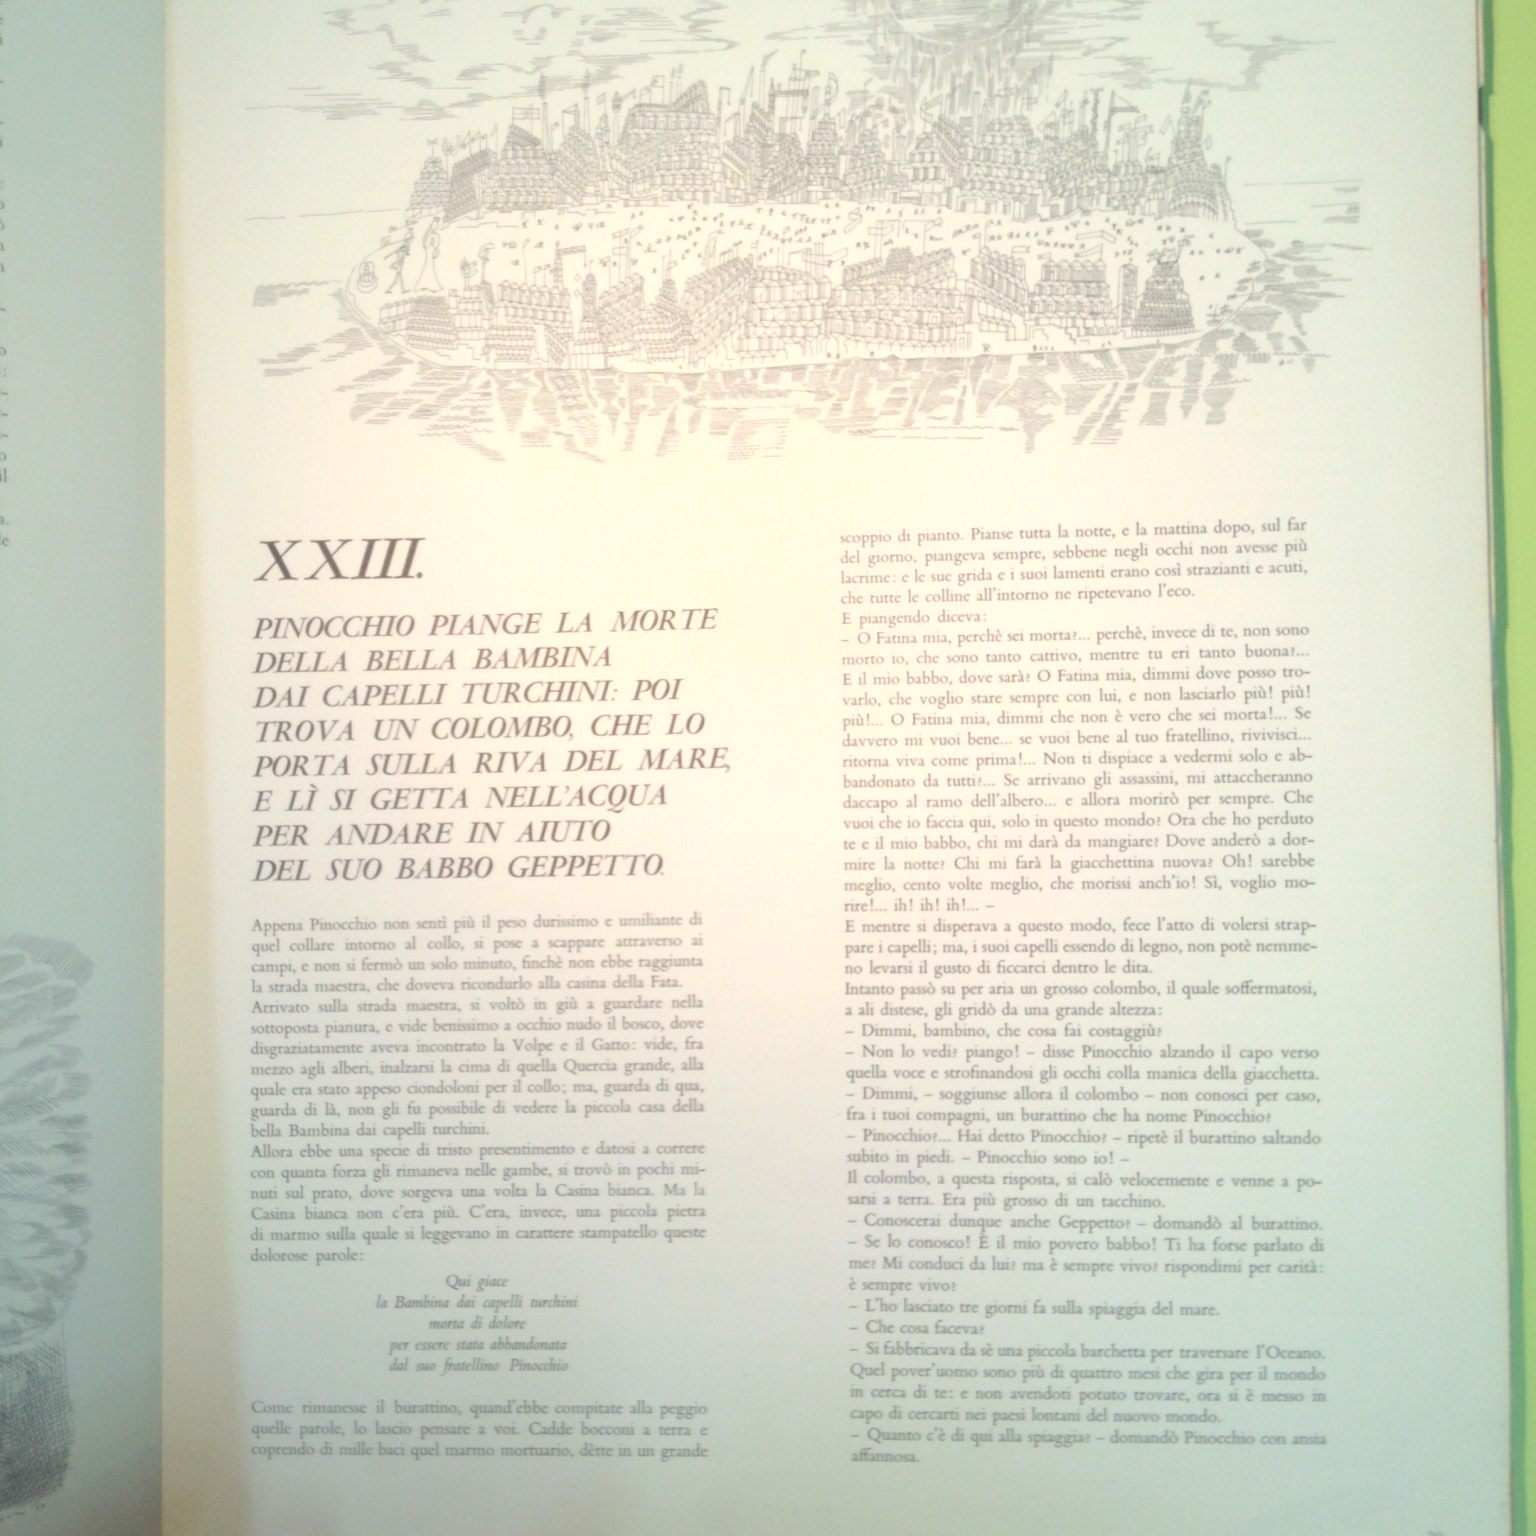 XXIII.
PINOCCHIO PIANGE LA MORTE
DELLA BELLA BAMBINA
DAI CAPELLI TURCHINI: POI
TROVA UN COLOMBO, CHE LO
PORTA SULLA RIVA DEL MARE,
E LÌ SI GETTA NELL'ACQUA
PER ANDARE IN AIUTO
DEL SUO BABBO GEPPETTO.
Appena Pinocchio non sentì più il peso durissimo e umiliante di
quel collare intorno al collo, si pose a scappare attraverso ai
campi, e non si fermò un solo minuto, finchè non ebbe raggiunta
la strada maestra, che doveva ricondurlo alla casina della Fata.
Arrivato sulla strada maestra, si voltò in giù a guardare nella
sottoposta pianura, e vide benissimo a occhio nudo il bosco, dove
disgraziatamente aveva incontrato la Volpe e il Gatto: vide, fra
mezzo agli alberi, inalzarsi la cima di quella Quercia grande, alla
quale era stato appeso ciondoloni per il collo; ma, guarda di qua,
guarda di là, non gli fu possibile di vedere la piccola casa della
bella Bambina dai capelli turchini.
Allora ebbe una specie di tristo presentimento e datosi a correre
con quanta forza gli rimaneva nelle gambe, si trovò in pochi mi-
nuti sul prato, dove sorgeva una volta la Casina bianca. Ma la
Casina bianca non c'era più. C'era, invece, una piccola pietra
di marmo sulla quale si leggevano in carattere stampatello queste
dolorose parole:
Qui giace
la Bambina dai capelli turchini
morta di dolore
per essere stata abbandonata
dal suo fratellino Pinocchio
Come rimanesse il burattino, quand'ebbe compitate alla peggio
quelle parole, lo lascio pensare a voi. Cadde bocconi a terra e
coprendo di mille baci quel marmo mortuario, dètte in un grande
scoppio di pianto. Pianse tutta la notte, e la mattina dopo, sul far
del giorno, piangeva sempre, sebbene negli occhi non avesse più
lacrime: e le sue grida e i suoi lamenti erano così strazianti e acuti,
che tutte le colline all'intorno ne ripetevano l'eco.
E piangendo diceva:
– O Fatina mia, perchè sei morta?... perchè, invece di te, non sono
morto io, che sono tanto cattivo, mentre tu eri tanto buona?...
E il mio babbo, dove sarà? O Fatina mia, dimmi dove posso tro-
varlo, che voglio stare sempre con lui, e non lasciarlo più! più!
più!... O Fatina mia, dimmi che non è vero che sei morta!... Se
davvero mi vuoi bene... se vuoi bene al tuo fratellino, rivivisci...
ritorna viva come prima!... Non ti dispiace a vedermi solo e ab-
bandonato da tutti?... Se arrivano gli assassini, mi attaccheranno
daccapo al ramo dell'albero... e allora morirò per sempre. Che
vuoi che io faccia qui, solo in questo mondo? Ora che ho perduto
te e il mio babbo, chi mi darà da mangiare? Dove anderò a dor-
mire la notte? Chi mi farà la giacchettina nuova? Oh! sarebbe
meglio, cento volte meglio, che morissi anch'io! Sì, voglio mo-
rire!... ih! ih! ih!... –
E mentre si disperava a questo modo, fece l'atto di volersi strap-
pare i capelli; ma, i suoi capelli essendo di legno, non potè nemme-
no levarsi il gusto di ficcarci dentro le dita.
Intanto passò su per aria un grosso colombo, il quale soffermatosi,
a ali distese, gli gridò da una grande altezza:
– Dimmi, bambino, che cosa fai costaggiù?
– Non lo vedi? piango! – disse Pinocchio alzando il capo verso
quella voce e strofinandosi gli occhi colla manica della giacchetta.
– Dimmi, – soggiunse allora il colombo – non conosci per caso,
fra i tuoi compagni, un burattino che ha nome Pinocchio?
– Pinocchio?... Hai detto Pinocchio? – ripetè il burattino saltando
subito in piedi. – Pinocchio sono io! –
Il colombo, a questa risposta, si calò velocemente e venne a po-
sarsi a terra. Era più grosso di un tacchino.
– Conoscerai dunque anche Geppetto? – domandò al burattino.
– Se lo conosco! È il mio povero babbo! Ti ha forse parlato di
me? Mi conduci da lui? ma è sempre vivo? rispondimi per carità:
è sempre vivo?
– L'ho lasciato tre giorni fa sulla spiaggia del mare.
– Che cosa faceva?
– Si fabbricava da sè una piccola barchetta per traversare l'Oceano.
Quel pover'uomo sono più di quattro mesi che gira per il mondo
in cerca di te: e non avendoti potuto trovare, ora si è messo in
capo di cercarti nei paesi lontani del nuovo mondo.
– Quanto c'è di qui alla spiaggia? – domandò Pinocchio con ansia
affannosa.